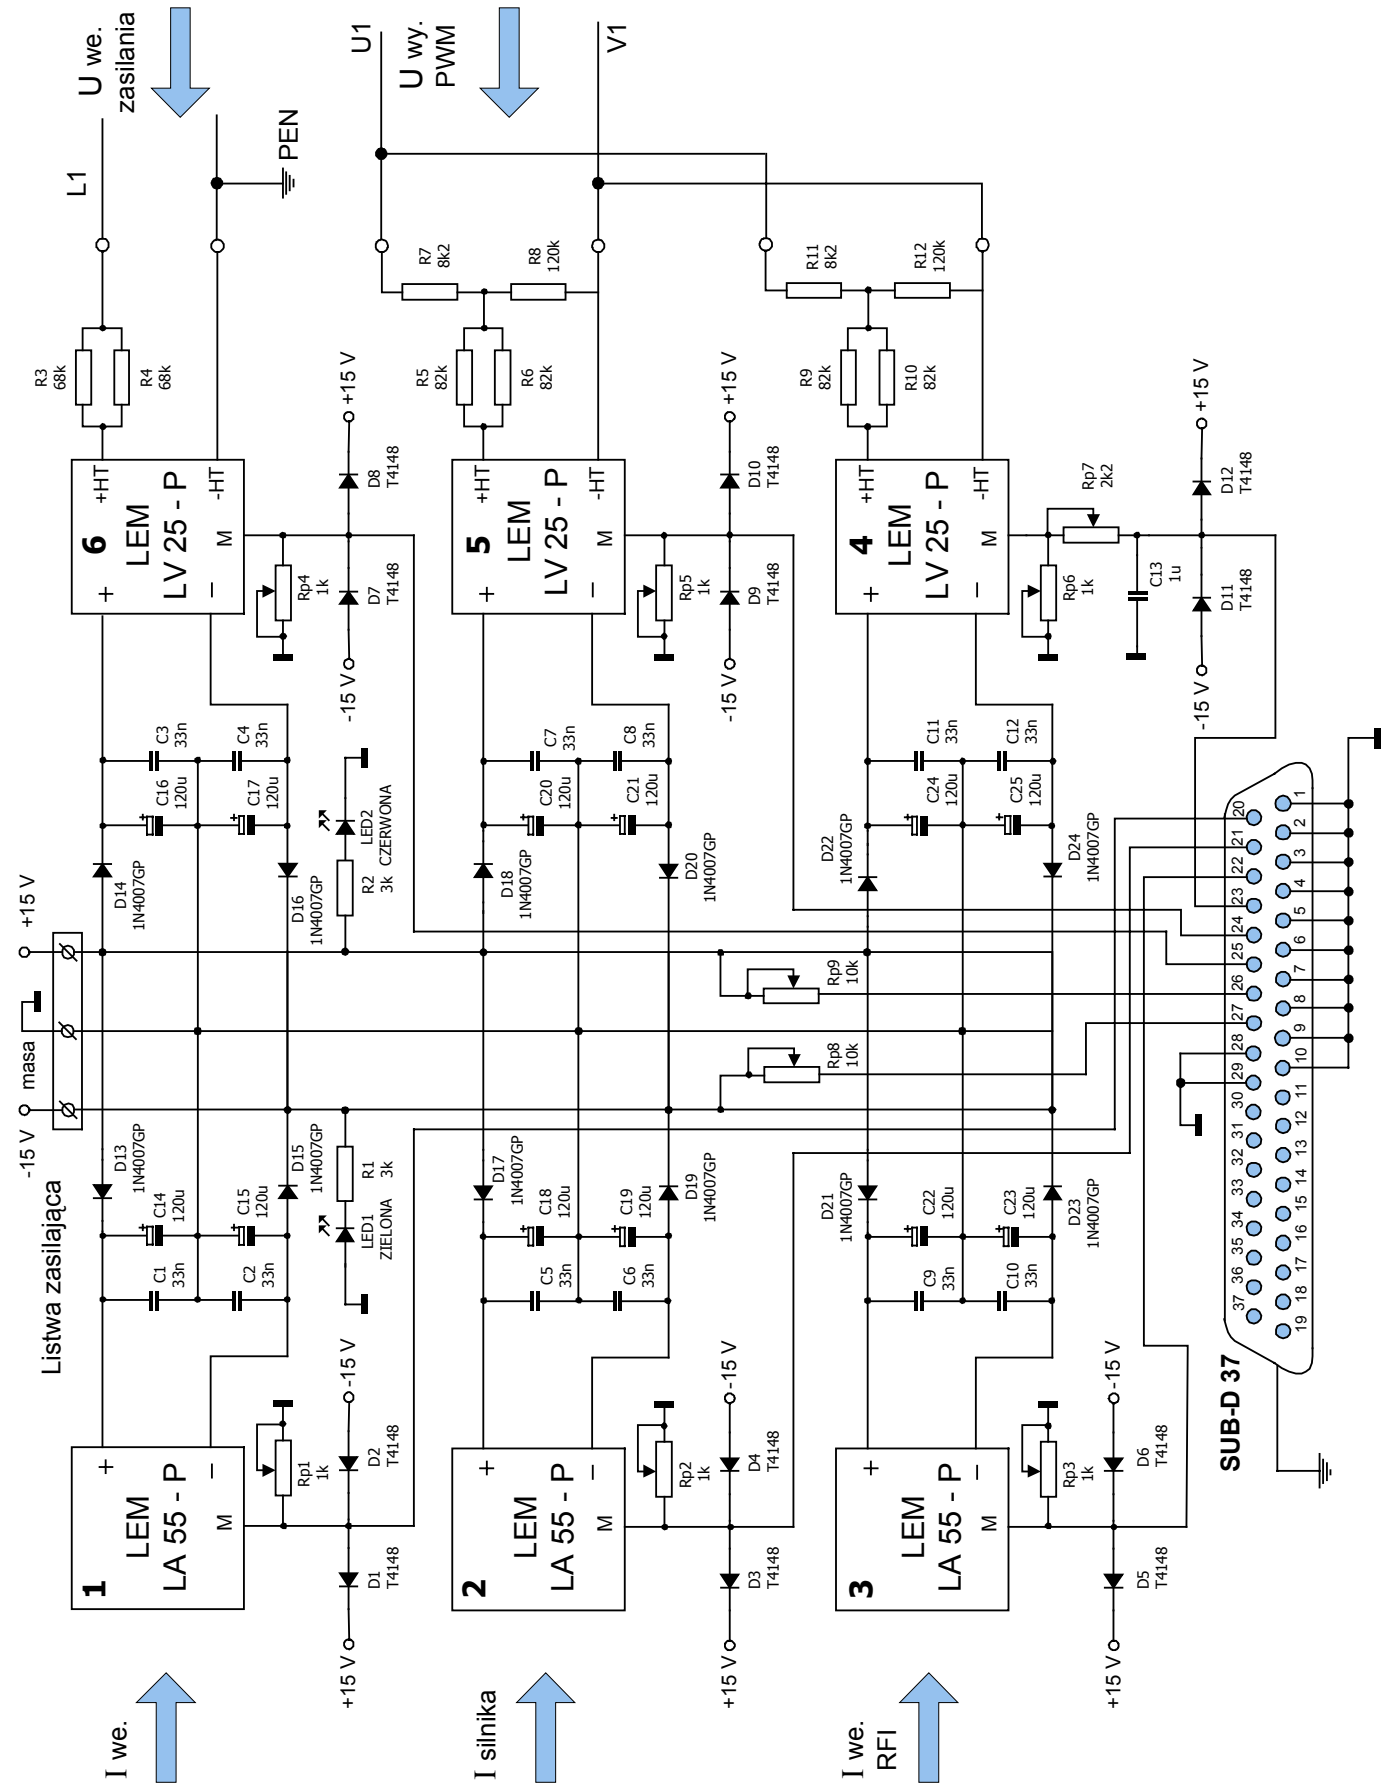 I we.
I silnika
I we.
RFI
1
LEM
LA 55 - P
+
−
M
2
LEM
LA 55 - P
+
−
M
3
LEM
LA 55 - P
+
−
M
Rp1
1k
D1
T4148
D2
T4148
+15 V
-15 V
Rp2
1k
D3
T4148
D4
T4148
+15 V
-15 V
Rp3
1k
D5
T4148
D6
T4148
+15 V
-15 V
Listwa zasilająca
-15 V
masa
+15 V
C1
33n
C2
33n
C14
120u
+
C15
120u
+
D13
1N4007GP
D15
1N4007GP
LED1
ZIELONA
R1
3k
C5
33n
C6
33n
C18
120u
+
C19
120u
+
D17
1N4007GP
D19
1N4007GP
C9
33n
C10
33n
C22
120u
+
C23
120u
+
D21
1N4007GP
D23
1N4007GP
Rp8
10k
Rp9
10k
D14
1N4007GP
D16
1N4007GP
C16
120u
+
C17
120u
+
C3
33n
C4
33n
R2
3k
LED2
CZERWONA
D18
1N4007GP
D20
1N4007GP
C20
120u
+
C21
120u
+
C7
33n
C8
33n
D22
1N4007GP
D24
1N4007GP
C24
120u
+
C25
120u
+
C11
33n
C12
33n
6
LEM
LV 25 - P
+
−
M
+HT
-HT
Rp4
1k
D7
T4148
D8
T4148
-15 V
+15 V
R3
68k
R4
68k
L1
PEN
U we.
zasilania
5
LEM
LV 25 - P
+
−
M
+HT
-HT
Rp5
1k
D9
T4148
D10
T4148
-15 V
+15 V
R5
82k
R6
82k
R7
8k2
R8
120k
U1
U wy.
PWM
V1
4
LEM
LV 25 - P
+
−
M
+HT
-HT
Rp6
1k
Rp7
2k2
C13
1u
D11
T4148
D12
T4148
-15 V
+15 V
R9
82k
R10
82k
R11
8k2
R12
120k
SUB-D 37
37 36 35 34 33 32 31 30 29 28 27 26 25 24 23 22 21 20
19 18 17 16 15 14 13 12 11 10 9 8 7 6 5 4 3 2 1